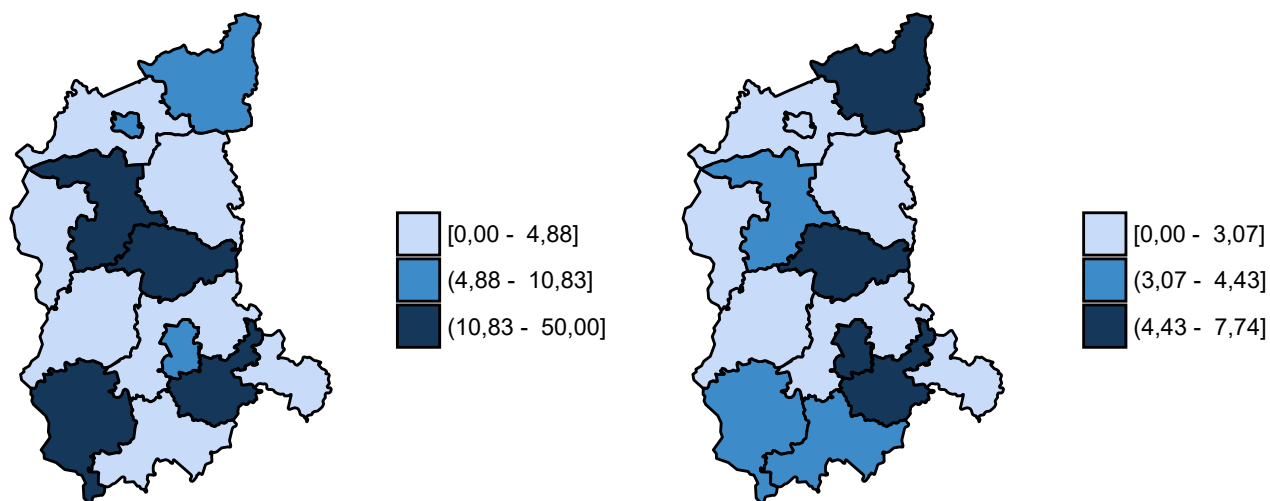 [0,00 -  4,88]
(4,88 -  10,83]
(10,83 -  50,00]
[0,00 -  3,07]
(3,07 -  4,43]
(4,43 -  7,74]